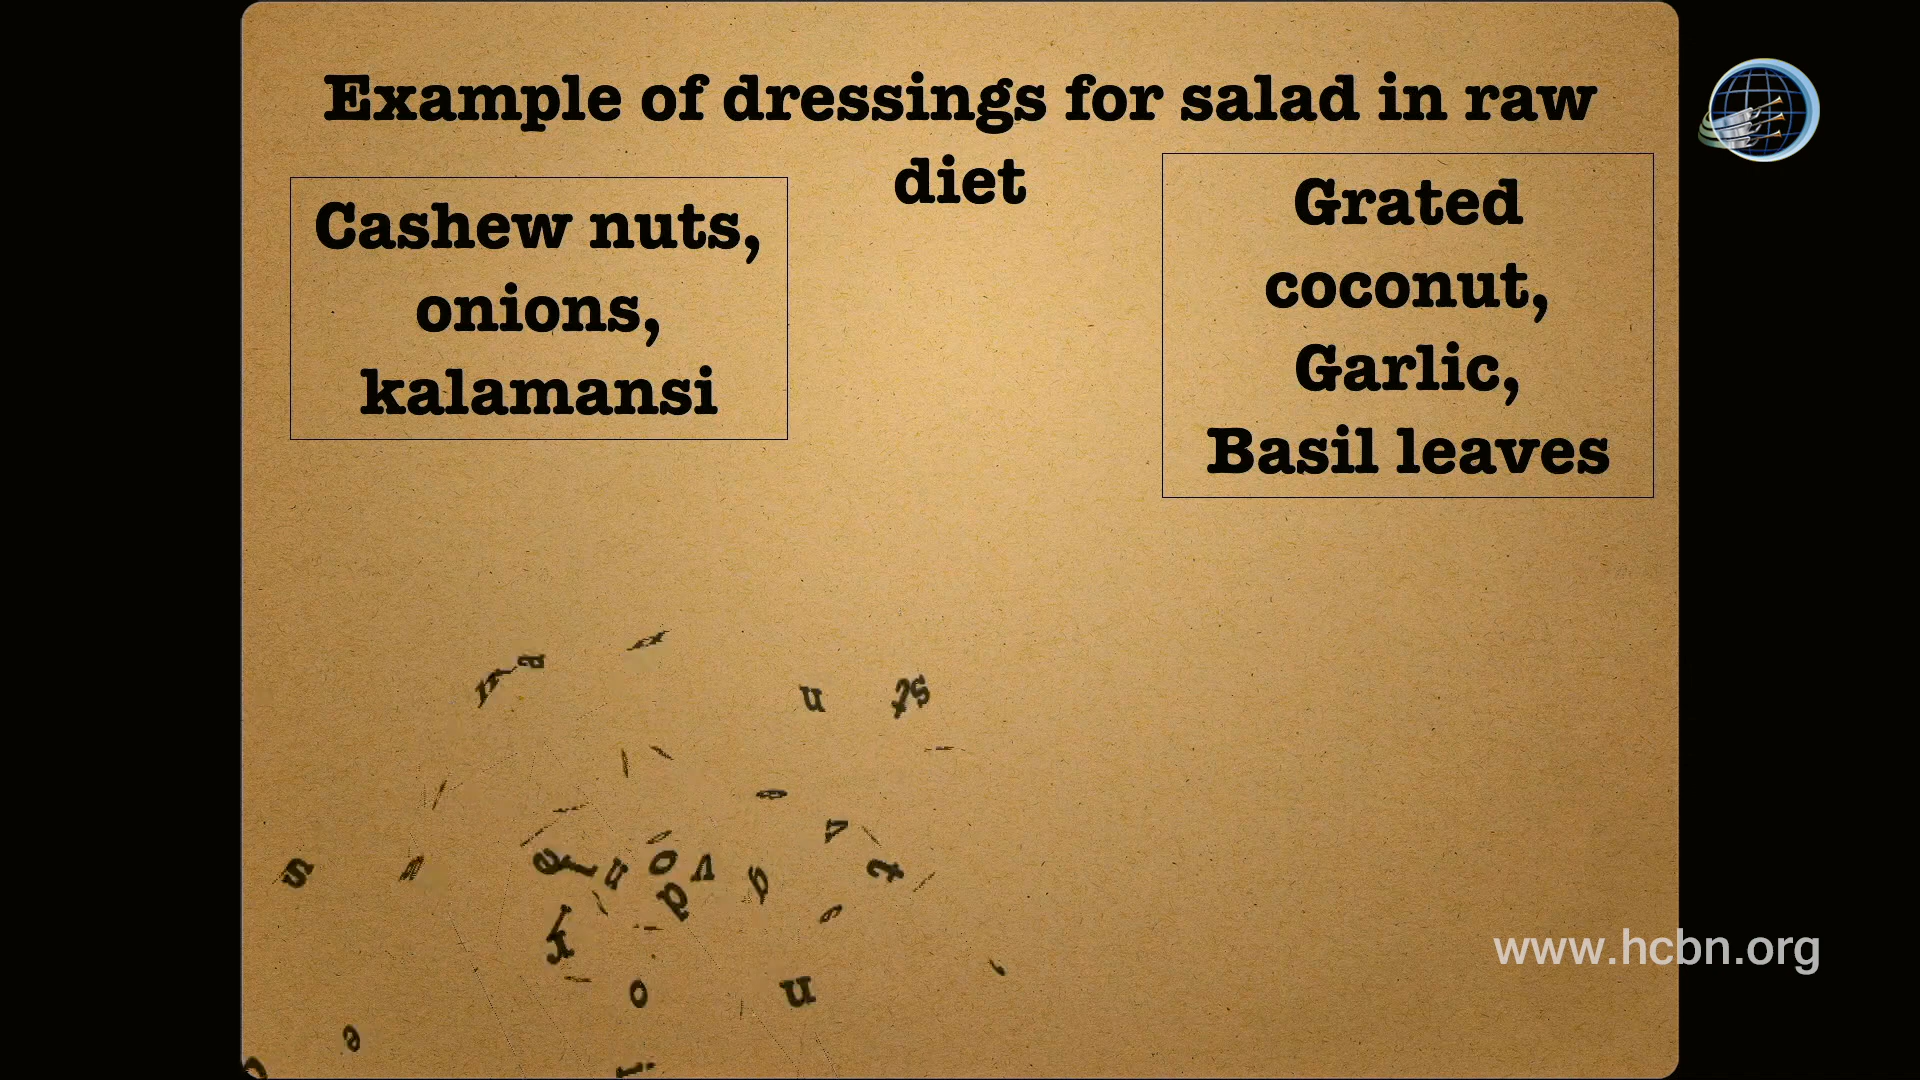 Example of dressings for salad in raw
diet
Cashew nuts,
onions,
kalamansi
Grated
coconut,
Garlic,
Basil leaves
www.hcbn.org